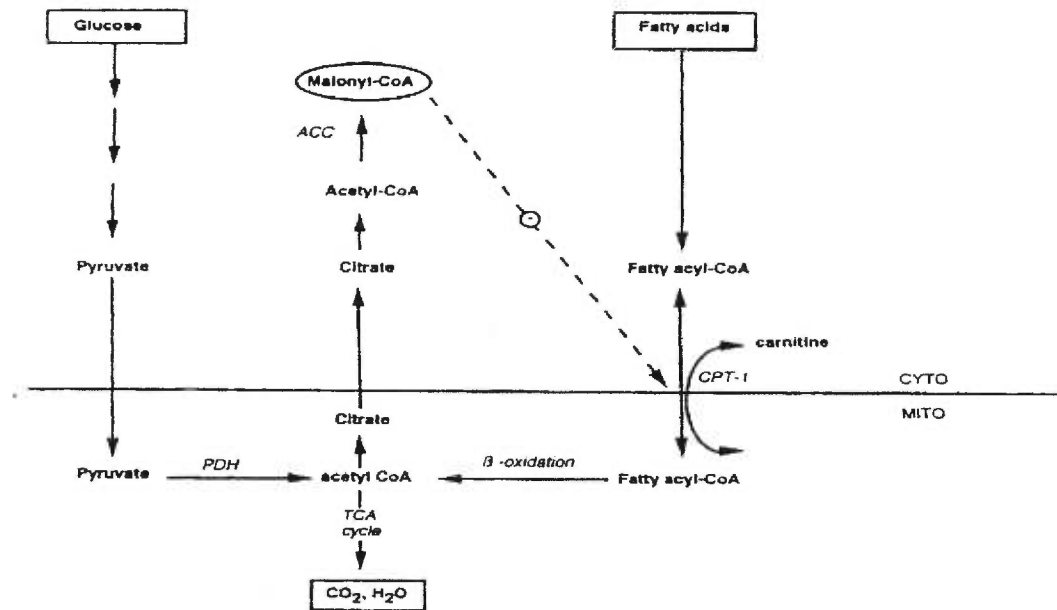 Glucose
Fatty acids
Malonyl-CoA
ACC
Acetyl-CoA
-
Pyruvate
Citrate
Fatty acyl-CoA
carnitine
CPT-1
CYTO
MITO
Citrate
Pyruvate
PDH
acetyl CoA
β -oxidation
Fatty acyl-CoA
TCA
cycle
CO₂, H₂O